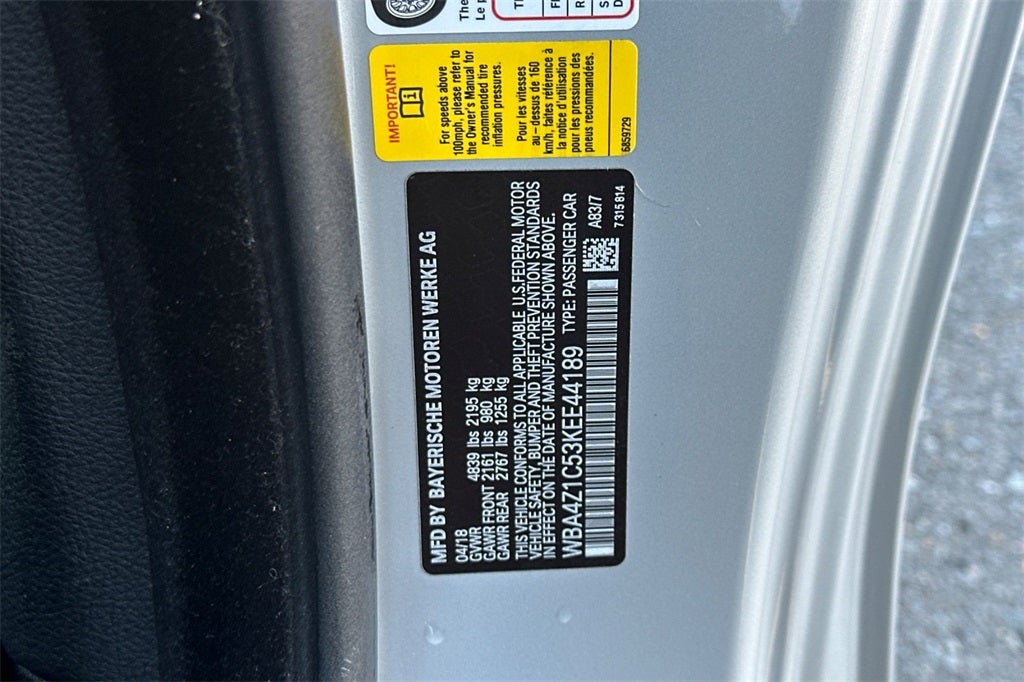 The
Le p
IMPORTANT!
For speeds above
100mph, please refer to
the Owner's Manual for
recommended tire
inflation pressures.
Pour les vitesses
au-dessus de 160
km/h, faites référence à
la notice d'utilisation
pour les pressions des
pneus recommandées.
6859729
MFD BY BAYERISCHE MOTOREN WERKE AG
04/18
GVWR 4839 lbs 2195 kg
GAWR FRONT 2161 lbs 980 kg
GAWR REAR 2767 lbs 1255 kg
THIS VEHICLE CONFORMS TO ALL APPLICABLE U.S. FEDERAL MOTOR
VEHICLE SAFETY, BUMPER AND THEFT PREVENTION STANDARDS
IN EFFECT ON THE DATE OF MANUFACTURE SHOWN ABOVE.
WBA4Z1C53KEE44189 TYPE: PASSENGER CAR
A83/7
7 315 814